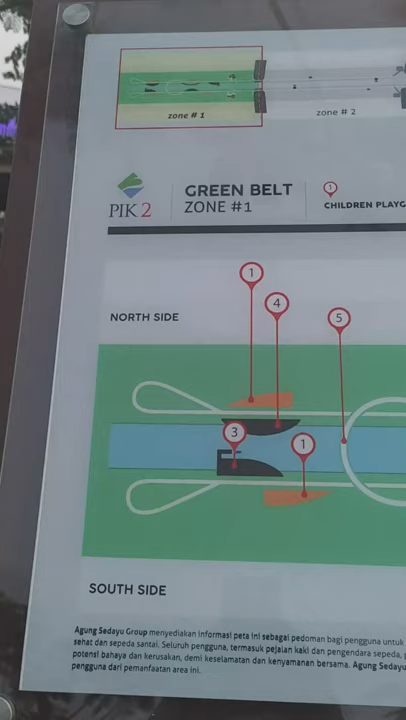 zone # 1
zone # 2
PIK 2
GREEN BELT
ZONE #1
1
CHILDREN PLAYG
NORTH SIDE
1
4
5
3
1
SOUTH SIDE
Agung Sedayu Group menyediakan informasi peta ini sebagai pedoman bagi pengguna untuk
sehat dan sepeda santai. Seluruh pengguna, termasuk pejalan kaki dan pengendara sepeda,
potensi bahaya dan kerusakan, demi keselamatan dan kenyamanan bersama. Agung Sedayu
pengguna dari pemanfaatan area ini.